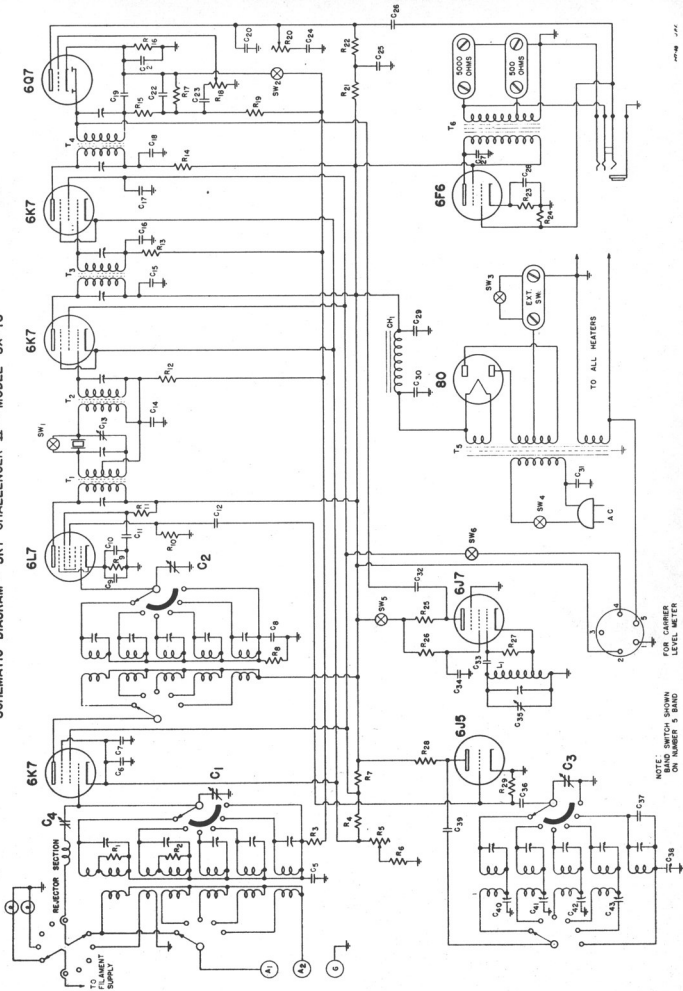 SCHEMATIC DIAGRAM - SKY CHALLENGER II - MODEL SX-18
6K7
6L7
6K7
6K7
6Q7
C4
REJECTOR SECTION
TO FILAMENT SUPPLY
R1
R2
C1
C5
R3
A1
A2
G
C6
C7
C2
R8
C8
C9
R9
C10
C11
R11
R10
C12
T1
SW1
C13
T2
C14
R12
T3
C15
C16
R13
C17
T4
C18
R14
C19
R15
C22
R17
C23
R18
R19
R16
SW2
C20
R20
C24
R21
R22
C25
C26
R4
R5
R6
R7
R28
C39
6J5
R29
C36
C3
C37
C38
C40
C41
C42
C43
SW5
C32
R25
R26
6J7
C34
C33
L1
R27
C35
SW6
CH1
C30
C29
80
T5
SW4
C31
AC
SW3
EXT. SW.
TO ALL HEATERS
6F6
C27
T6
5000 OHMS
500 OHMS
C28
R23
R24
1
2
3
4
5
FOR CARRIER
LEVEL METER
NOTE:
BAND SWITCH SHOWN
ON NUMBER 5 BAND